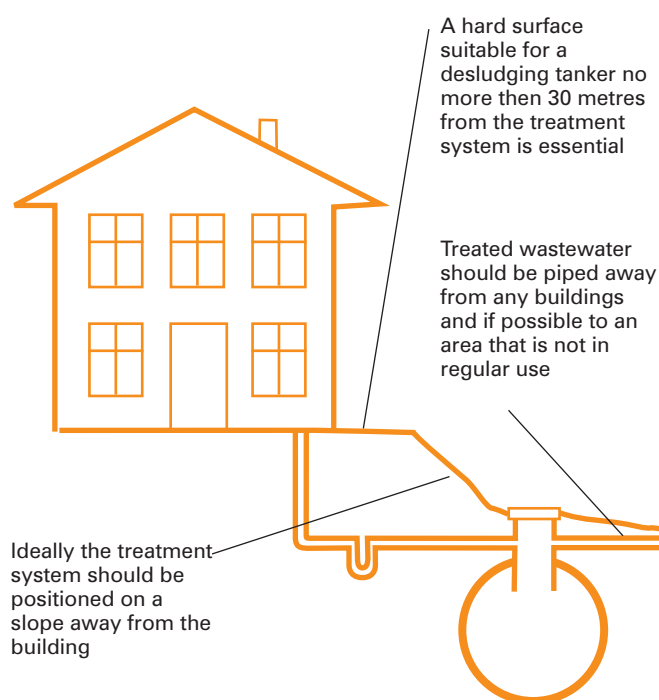 A hard surface
suitable for a
desludging tanker no
more then 30 metres
from the treatment
system is essential
Treated wastewater
should be piped away
from any buildings
and if possible to an
area that is not in
regular use
Ideally the treatment
system should be
positioned on a
slope away from the
building